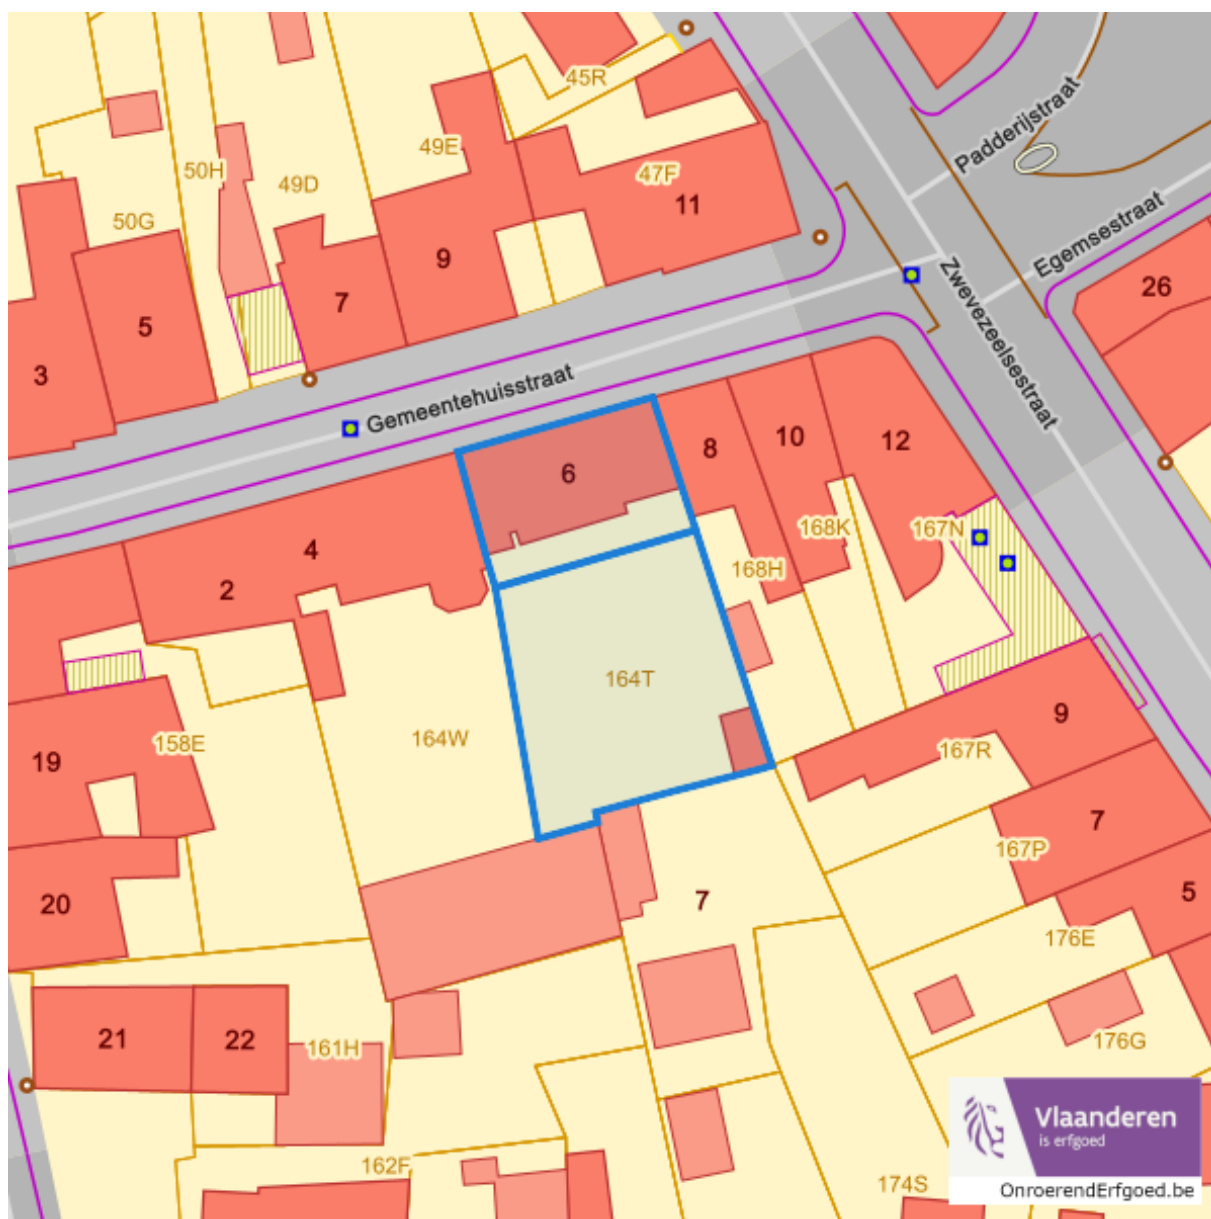 45R
Padderijstraat
49E
50H
49D
47F
11
50G
Egemsestraat
9
26
7
5
3
Zwevezeelsestraat
Gemeentehuisstraat
8
10
12
6
167N
168K
4
168H
2
164T
9
164W
158E
167R
19
7
167P
5
20
7
176E
21
22
161H
176G
Vlaanderen
is erfgoed
162F
174S
OnroerendErfgoed.be